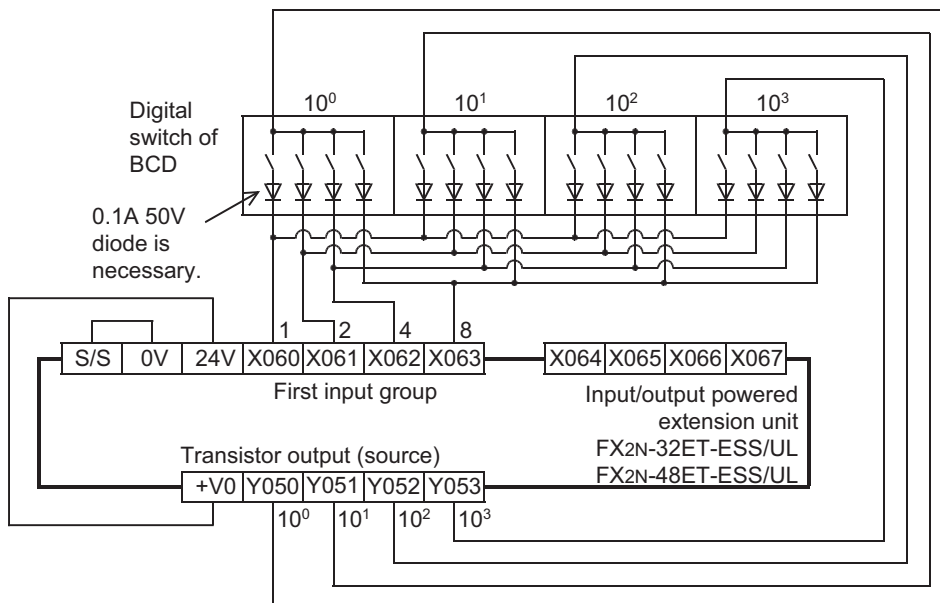 10⁰ 10¹ 10² 10³
Digital
switch of
BCD
0.1A 50V
diode is
necessary.
1 2 4 8
S/S 0V 24V X060 X061 X062 X063 X064 X065 X066 X067
First input group
Input/output powered
extension unit
FX2N-32ET-ESS/UL
FX2N-48ET-ESS/UL
Transistor output (source)
+V0 Y050 Y051 Y052 Y053
10⁰ 10¹ 10² 10³